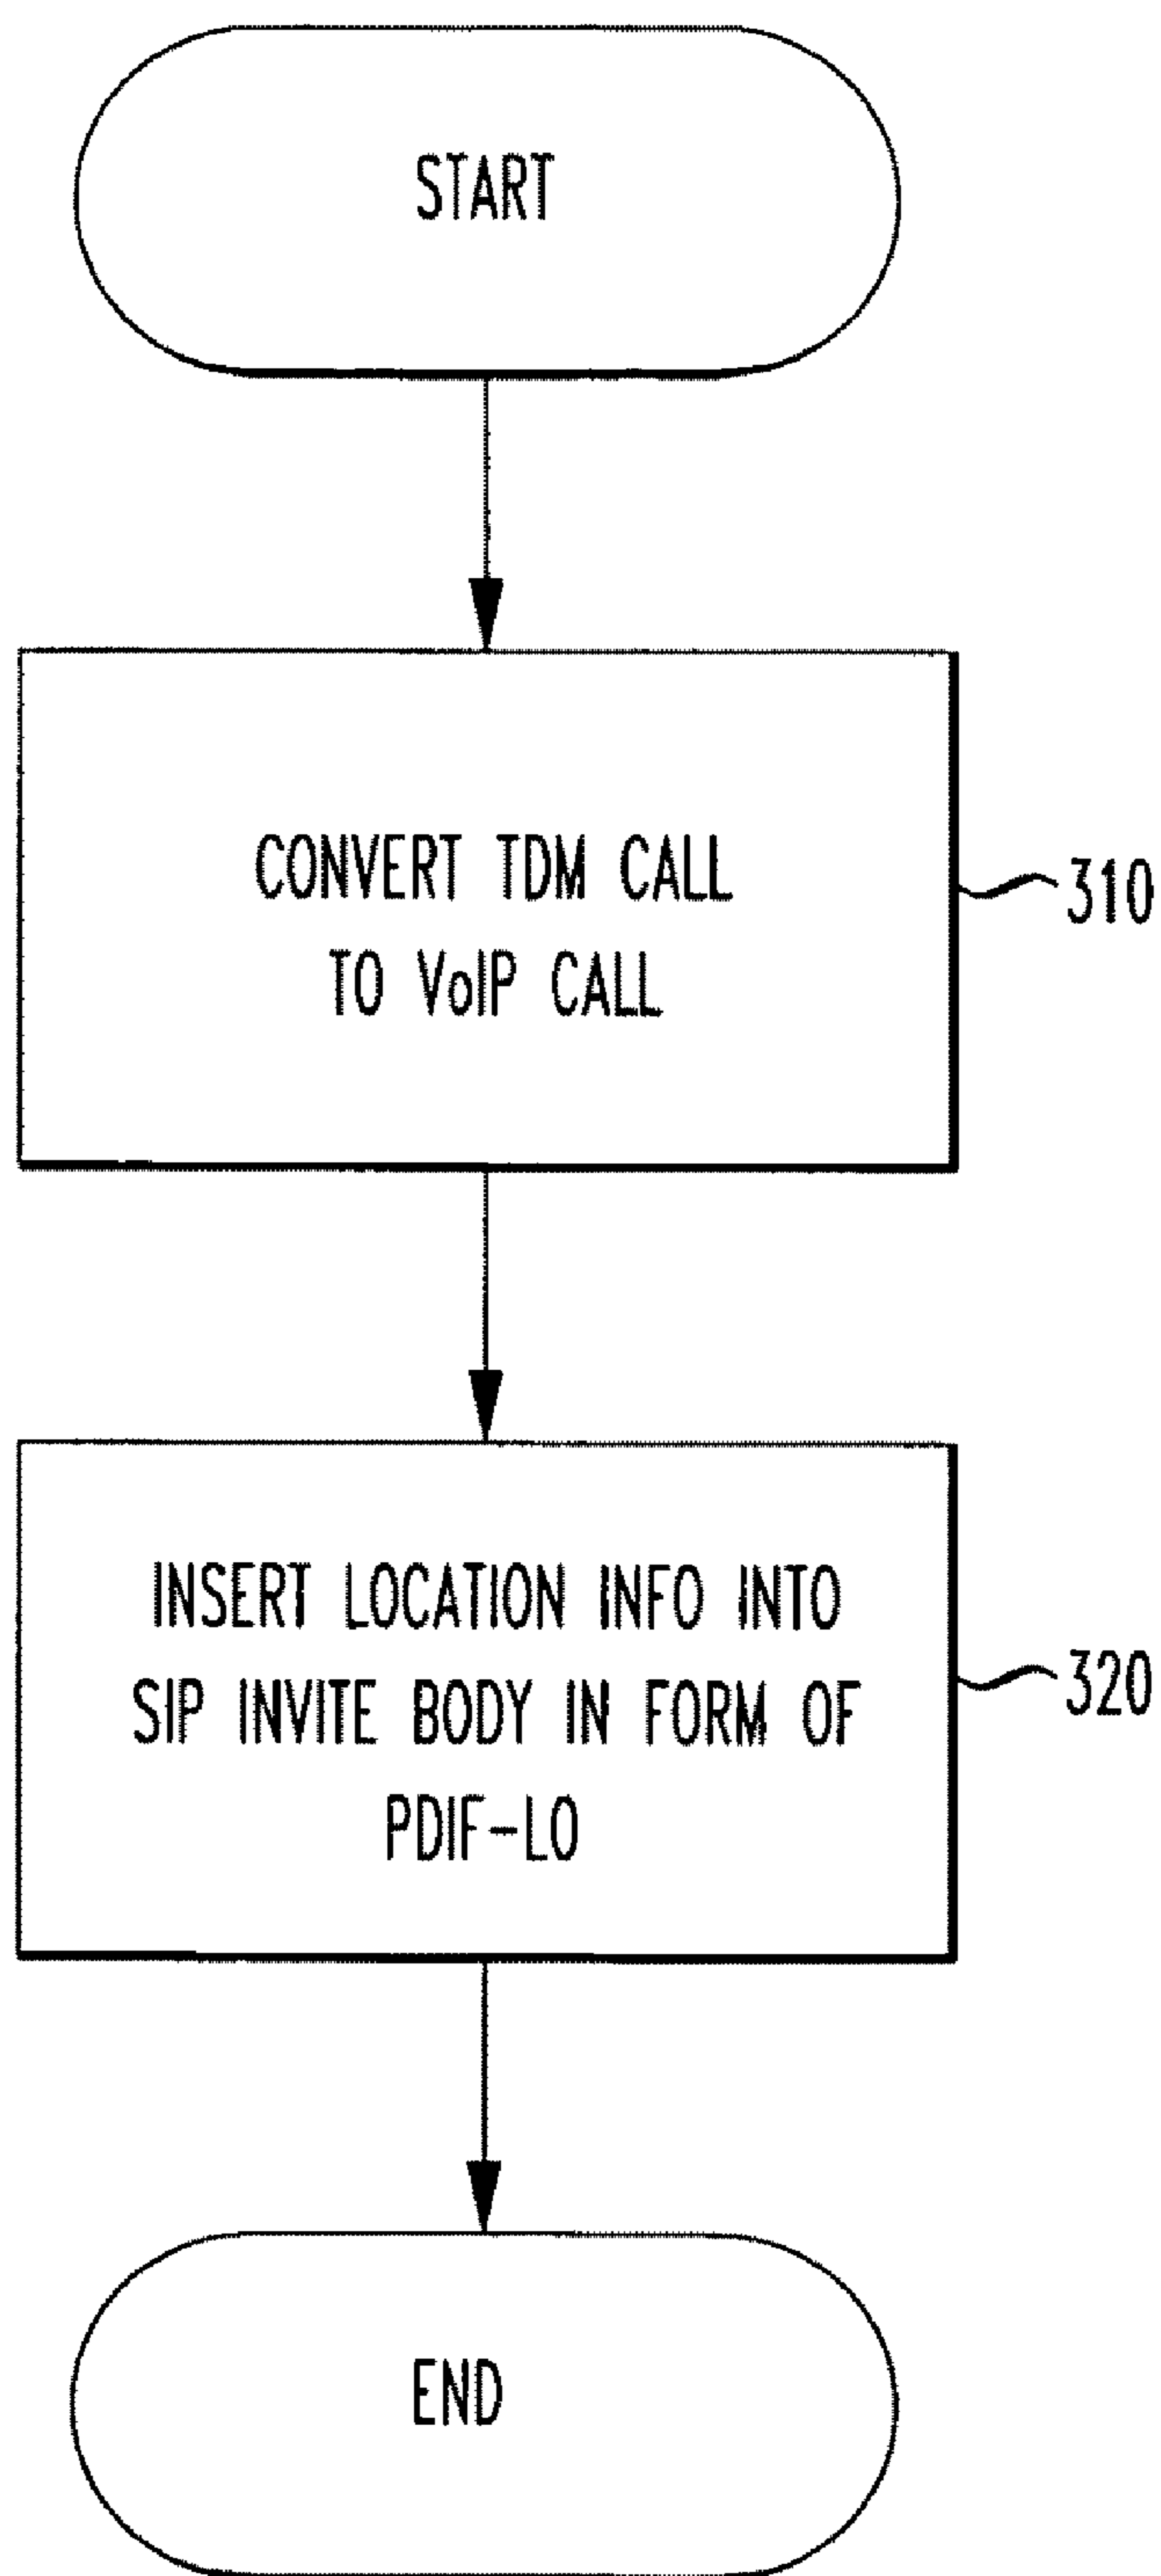 START
CONVERT TDM CALL
TO VoIP CALL
310
INSERT LOCATION INFO INTO
SIP INVITE BODY IN FORM OF
PDIF-LO
320
END